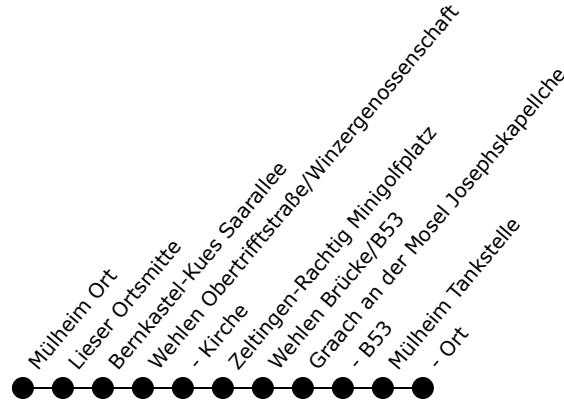 Mülheim Ort
Lieser Ortsmitte
Bernkastel-Kues Saarallee
Wehlen Obertrifftstraße/Winzergenossenschaft
- Kirche
Zeltingen-Rachtig Minigolfplatz
Wehlen Brücke/B53
Graach an der Mosel Josephskapellche
- B53
Mülheim Tankstelle
- Ort